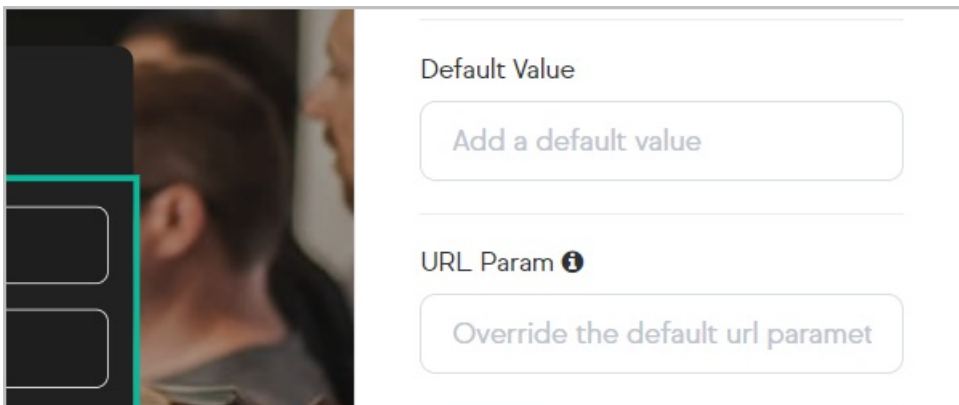 Default Value
Add a default value
URL Param
Override the default url paramet